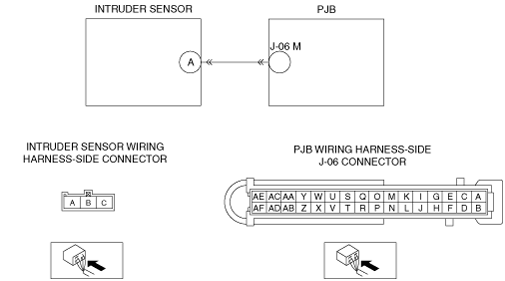 INTRUDER SENSOR
PJB
A
J-06 M
INTRUDER SENSOR WIRING
HARNESS-SIDE CONNECTOR
PJB WIRING HARNESS-SIDE
J-06 CONNECTOR
A B C
AE AC AA Y W U S Q O M K I G E C A
AF AD AB Z X V T R P N L J H F D B